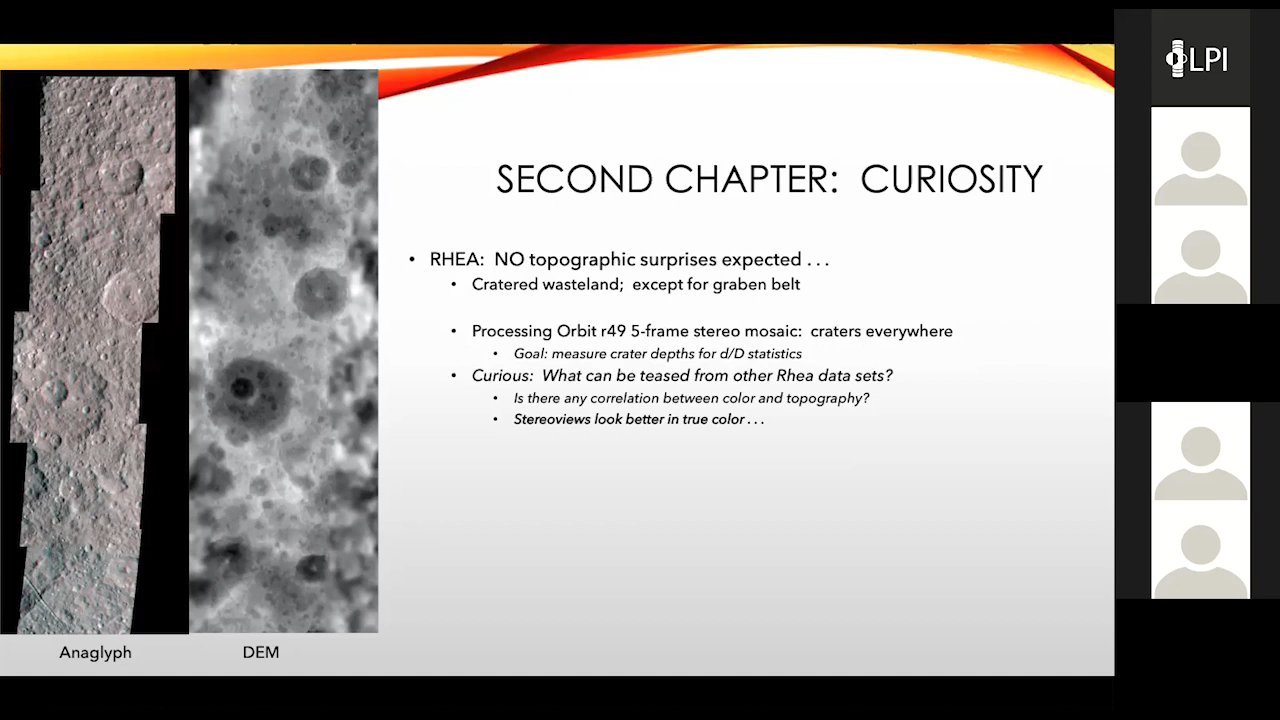 LPI
SECOND CHAPTER: CURIOSITY
• RHEA: NO topographic surprises expected . . .
• Cratered wasteland; except for graben belt
• Processing Orbit r49 5-frame stereo mosaic: craters everywhere
• Goal: measure crater depths for d/D statistics
• Curious: What can be teased from other Rhea data sets?
• Is there any correlation between color and topography?
• Stereoviews look better in true color . . .
Anaglyph
DEM